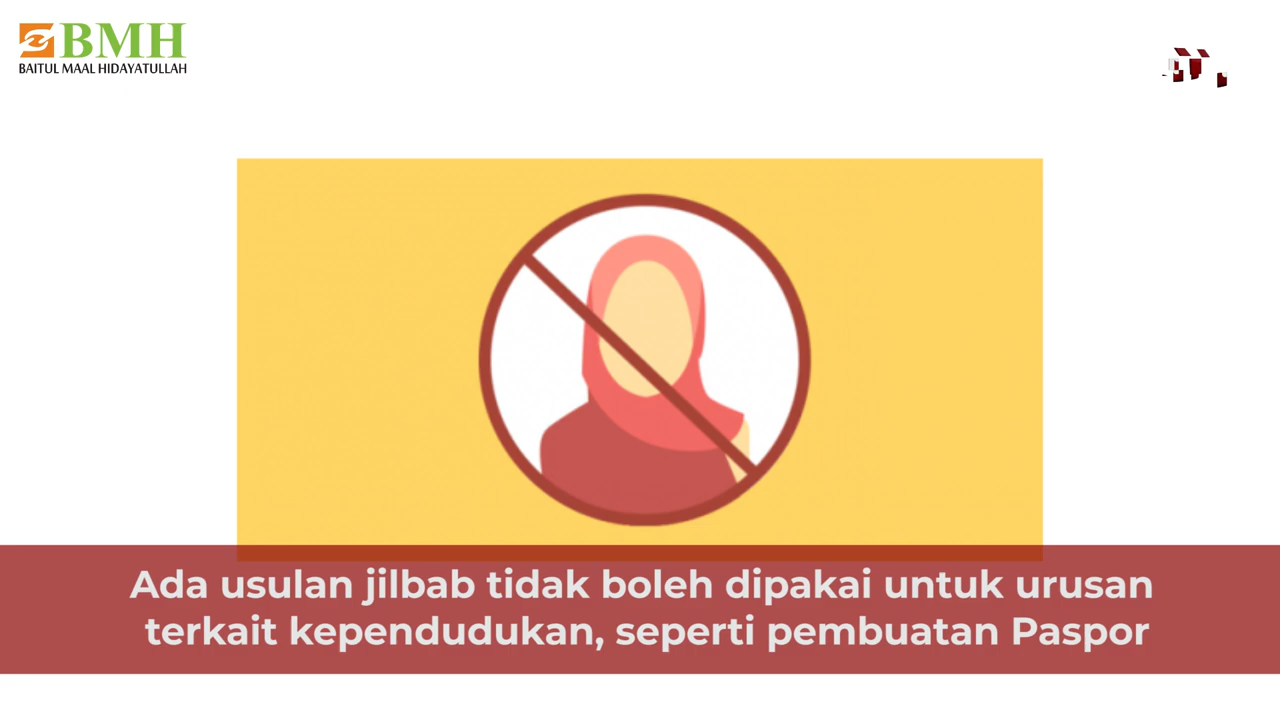 BMH
BAITUL MAAL HIDAYATULLAH
Ada usulan jilbab tidak boleh dipakai untuk urusan
terkait kependudukan, seperti pembuatan Paspor